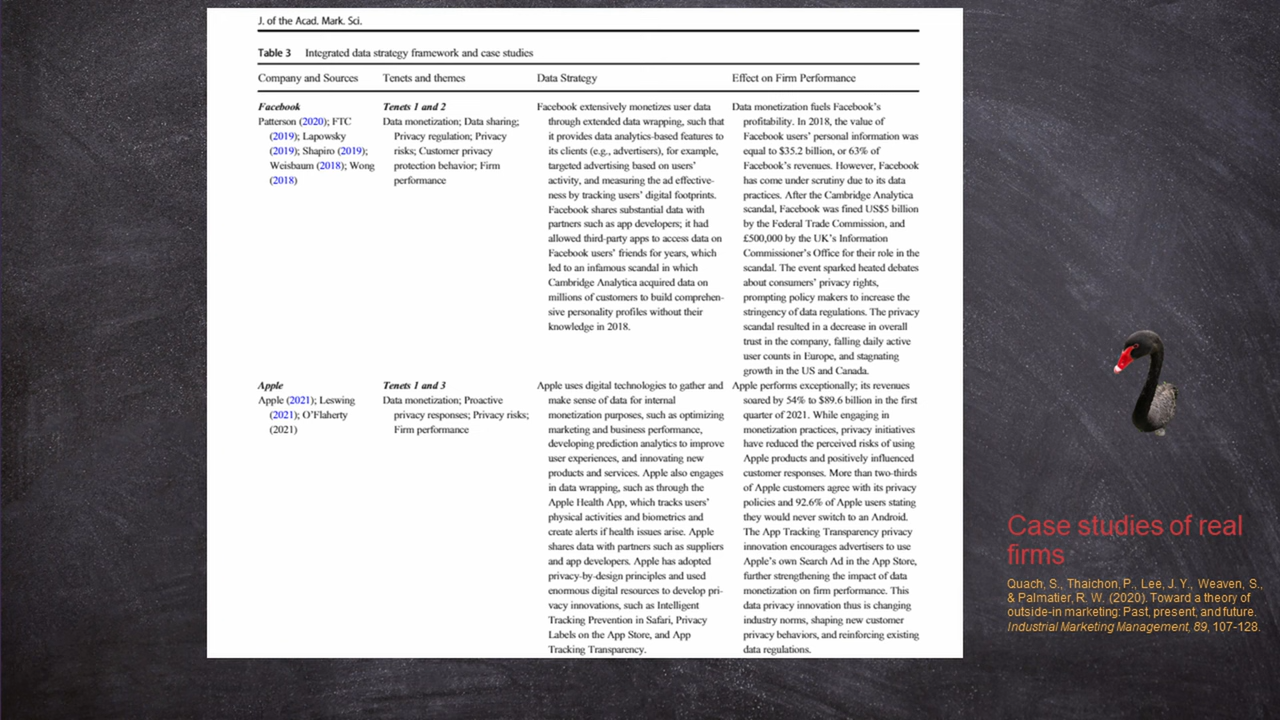 J. of the Acad. Mark. Sci.
Table 3 Integrated data strategy framework and case studies
Company and Sources
Tenets and themes
Data Strategy
Effect on Firm Performance
Facebook
Patterson (2020); FTC
(2019); Lapowsky
(2019); Shapiro (2019);
Weisbaum (2018); Wong
(2018)
Tenets 1 and 2
Data monetization; Data sharing;
Privacy regulation; Privacy
risks; Customer privacy
protection behavior; Firm
performance
Facebook extensively monetizes user data
through extended data wrapping, such that
it provides data analytics-based features to
its clients (e.g., advertisers), for example,
targeted advertising based on users'
activity, and measuring the ad effective-
ness by tracking users' digital footprints.
Facebook shares substantial data with
partners such as app developers; it had
allowed third-party apps to access data on
Facebook users' friends for years, which
led to an infamous scandal in which
Cambridge Analytica acquired data on
millions of customers to build comprehen-
sive personality profiles without their
knowledge in 2018.
Data monetization fuels Facebook's
profitability. In 2018, the value of
Facebook users' personal information was
equal to $35.2 billion, or 63% of
Facebook's revenues. However, Facebook
has come under scrutiny due to its data
practices. After the Cambridge Analytica
scandal, Facebook was fined US$5 billion
by the Federal Trade Commission, and
£500,000 by the UK's Information
Commissioner's Office for their role in the
scandal. The event sparked heated debates
about consumers' privacy rights,
prompting policy makers to increase the
stringency of data regulations. The privacy
scandal resulted in a decrease in overall
trust in the company, falling daily active
user counts in Europe, and stagnating
growth in the US and Canada.
Apple
Apple (2021); Leswing
(2021); O'Flaherty
(2021)
Tenets 1 and 3
Data monetization; Proactive
privacy responses; Privacy risks;
Firm performance
Apple uses digital technologies to gather and
make sense of data for internal
monetization purposes, such as optimizing
marketing and business performance,
developing prediction analytics to improve
user experiences, and innovating new
products and services. Apple also engages
in data wrapping, such as through the
Apple Health App, which tracks users'
physical activities and biometrics and
create alerts if health issues arise. Apple
shares data with partners such as suppliers
and app developers. Apple has adopted
privacy-by-design principles and used
enormous digital resources to develop pri-
vacy innovations, such as Intelligent
Tracking Prevention in Safari, Privacy
Labels on the App Store, and App
Tracking Transparency.
Apple performs exceptionally; its revenues
soared by 54% to $89.6 billion in the first
quarter of 2021. While engaging in
monetization practices, privacy initiatives
have reduced the perceived risks of using
Apple products and positively influenced
customer responses. More than two-thirds
of Apple customers agree with its privacy
policies and 92.6% of Apple users stating
they would never switch to an Android.
The App Tracking Transparency privacy
innovation encourages advertisers to use
Apple's own Search Ad in the App Store,
further strengthening the impact of data
monetization on firm performance. This
data privacy innovation thus is changing
industry norms, shaping new customer
privacy behaviors, and reinforcing existing
data regulations.
Case studies of real
firms
Quach, S., Thaichon, P., Lee, J. Y., Weaven, S.,
& Palmatier, R. W. (2020). Toward a theory of
outside-in marketing: Past, present, and future.
Industrial Marketing Management, 89, 107-128.